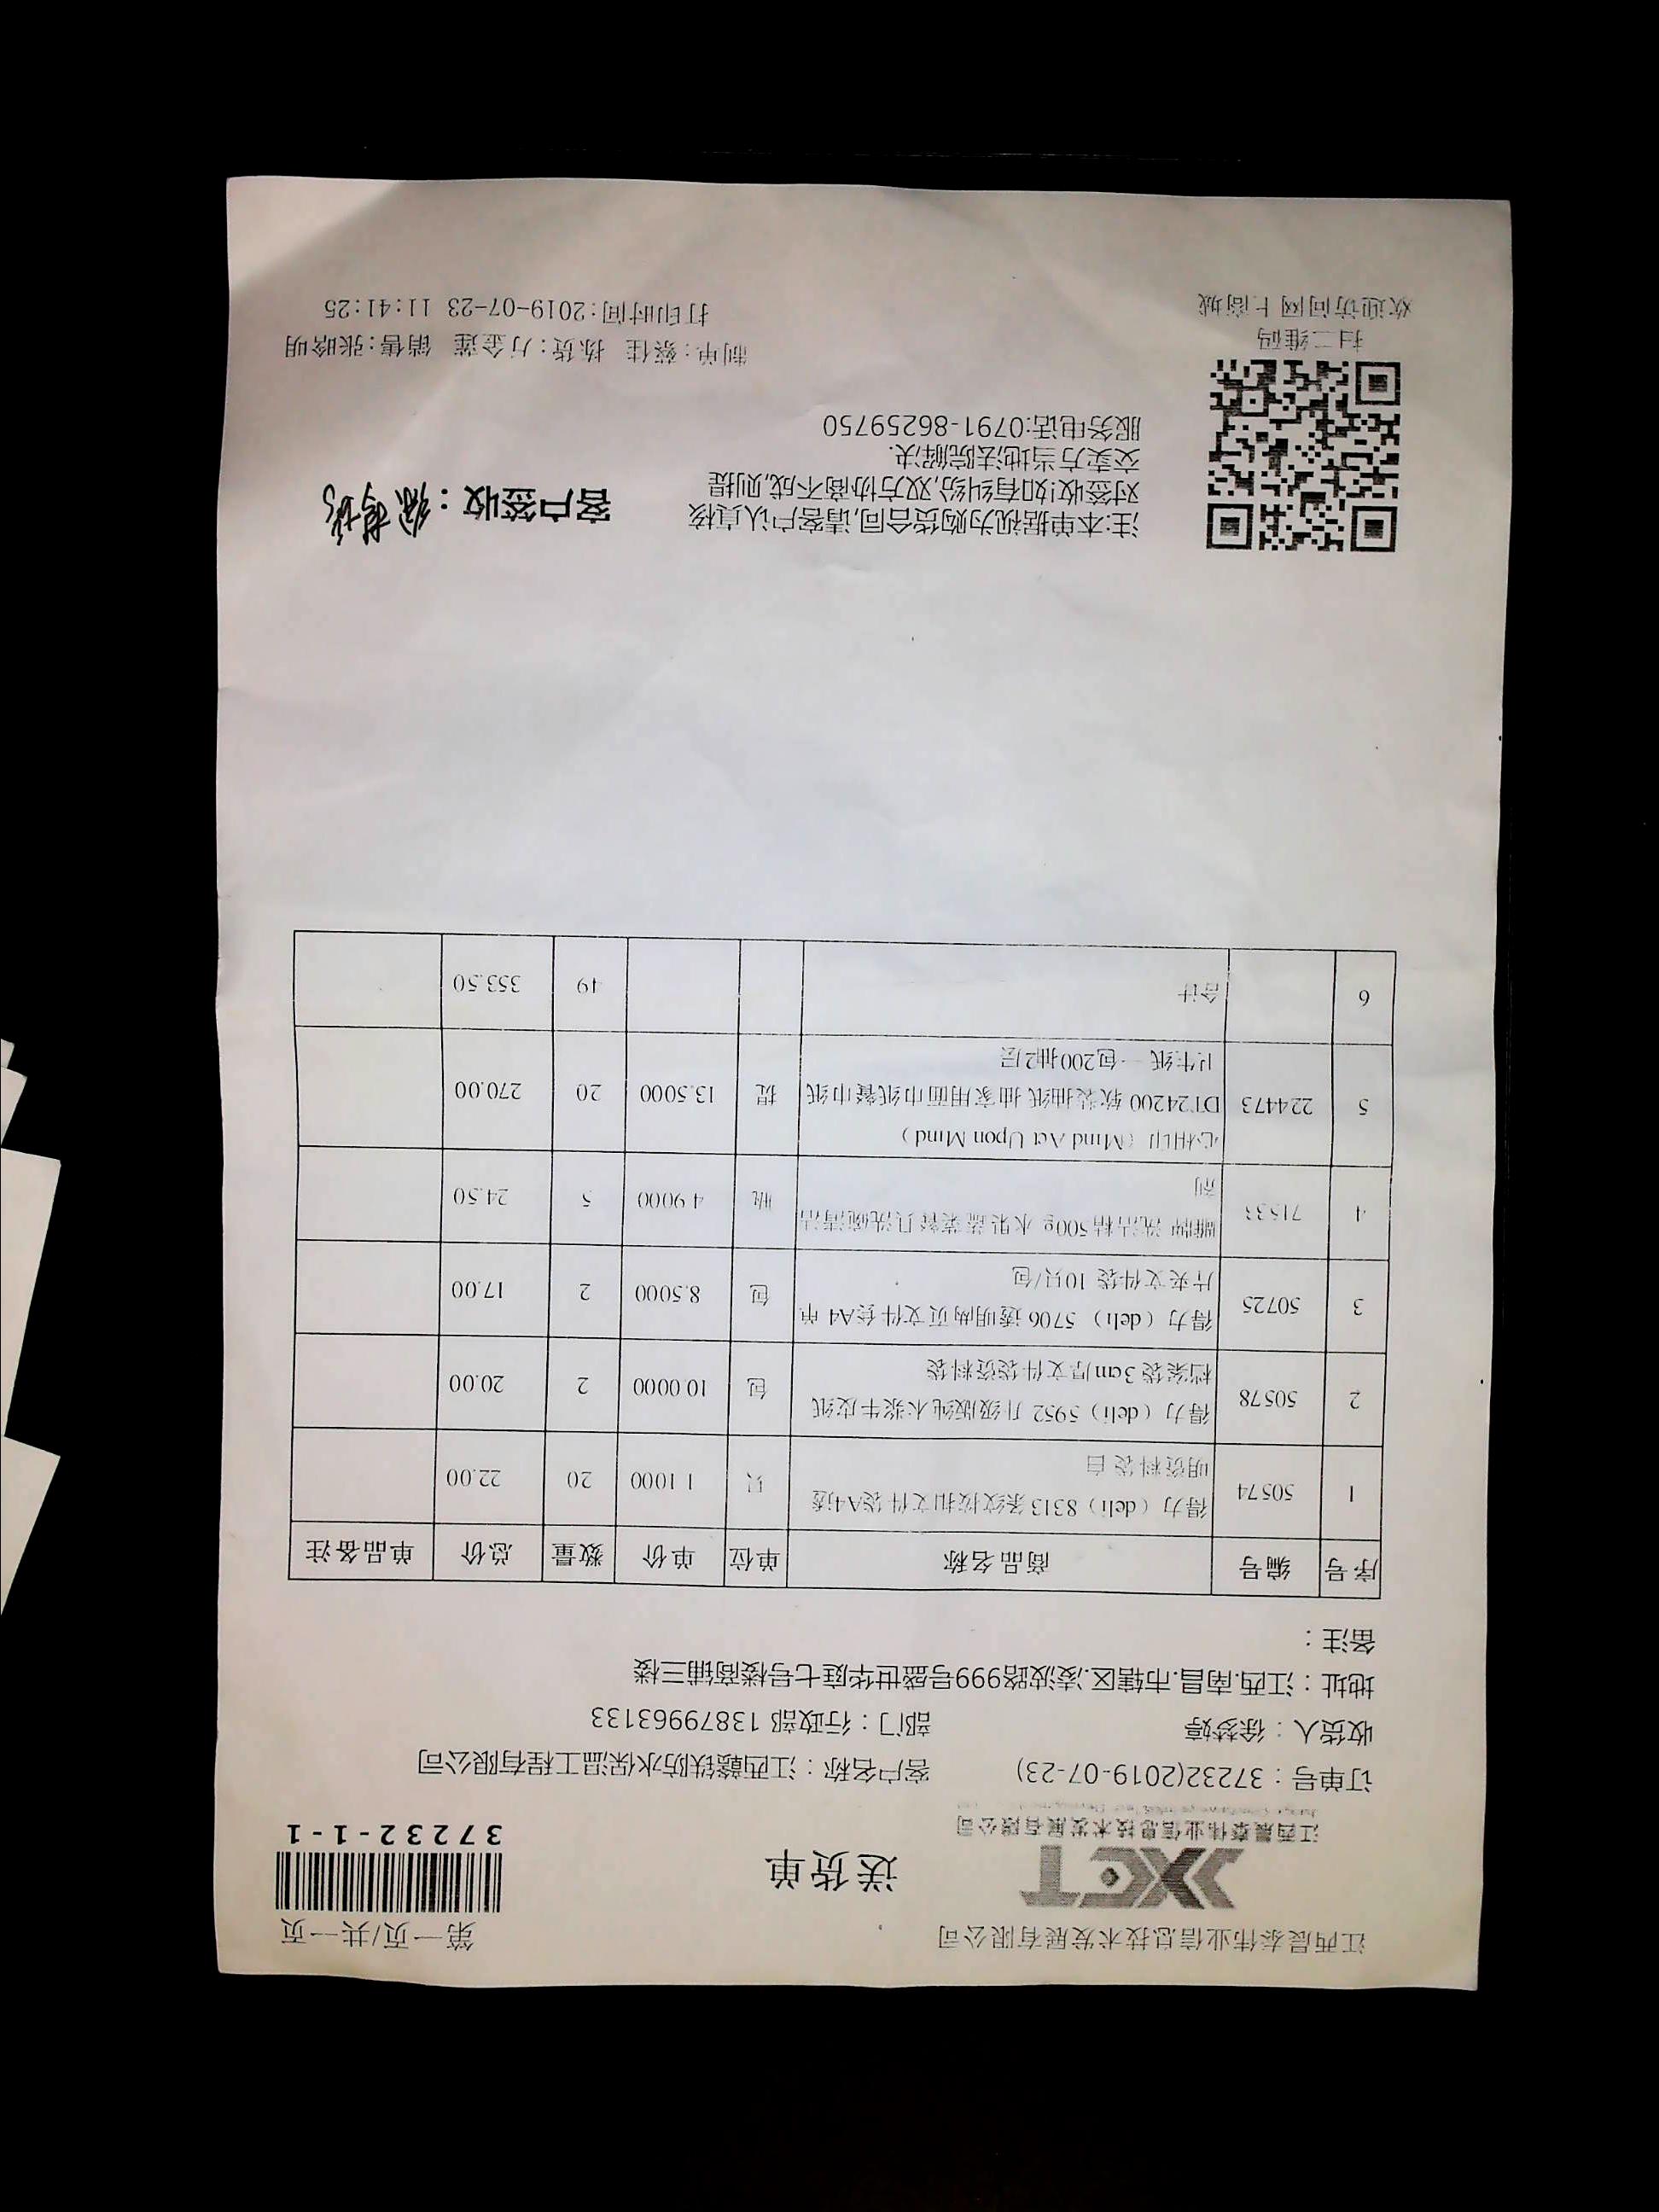 江西晨泰伟业信息技术发展有限公司
第一页/共一页
送货单
江西晨泰伟业信息技术发展有限公司
37232-1-1
订单号：37232(2019-07-23) 客户名称：江西赣铁防水保温工程有限公司
收货人：徐梦婷 部门：行政部 13879963133
地址：江西.南昌.市辖区.凌波路999号盛世华庭七号楼商铺三楼
备注：
序号 编号 商品名称 单位 单价 数量 总价 单品备注
1 50574 得力（deli）8313 条纹按扣文件袋A4透
明资料袋 白 只 1.1000 20 22.00
2 50578 得力（deli）5952 升级版纯木浆牛皮纸
档案袋 3cm厚文件袋资料袋 包 10.0000 2 20.00
3 50725 得力（deli） 5706 透明两页文件套A4 单
片夹文件袋 10只/包 包 8.5000 2 17.00
4 71533 雕牌 洗洁精 500g 水果蔬菜餐具洗碗清洁
剂 瓶 4.9000 5 24.50
5 224473 心相印（Mind Act Upon Mind）
DT24200 软装抽纸 抽家用面巾纸餐巾纸
卫生纸 一包200抽2层 提 13.5000 20 270.00
6 合计 49 353.50
注:本单据视为购货合同,请客户认真核
对签收!如有纠纷,双方协商不成,则提
交卖方当地法院解决.
服务电话:0791-86259750
客户签收：徐梦婷
扫二维码
欢迎访问网上商城
制单:蔡佳 拣货:万金莲 销售:张晗明
打印时间:2019-07-23 11:41:25